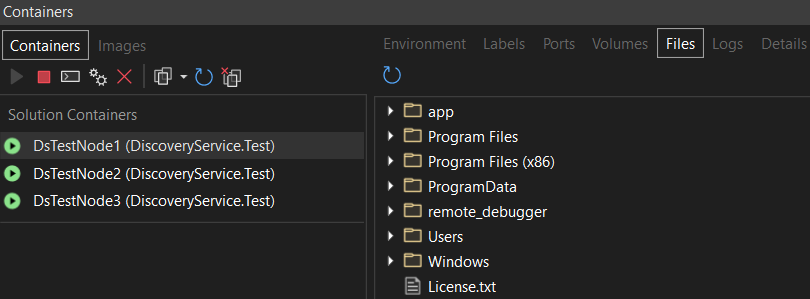 Containers
Containers Images
Environment Labels Ports Volumes Files Logs Details
Solution Containers
DsTestNode1 (DiscoveryService.Test)
DsTestNode2 (DiscoveryService.Test)
DsTestNode3 (DiscoveryService.Test)
app
Program Files
Program Files (x86)
ProgramData
remote_debugger
Users
Windows
License.txt